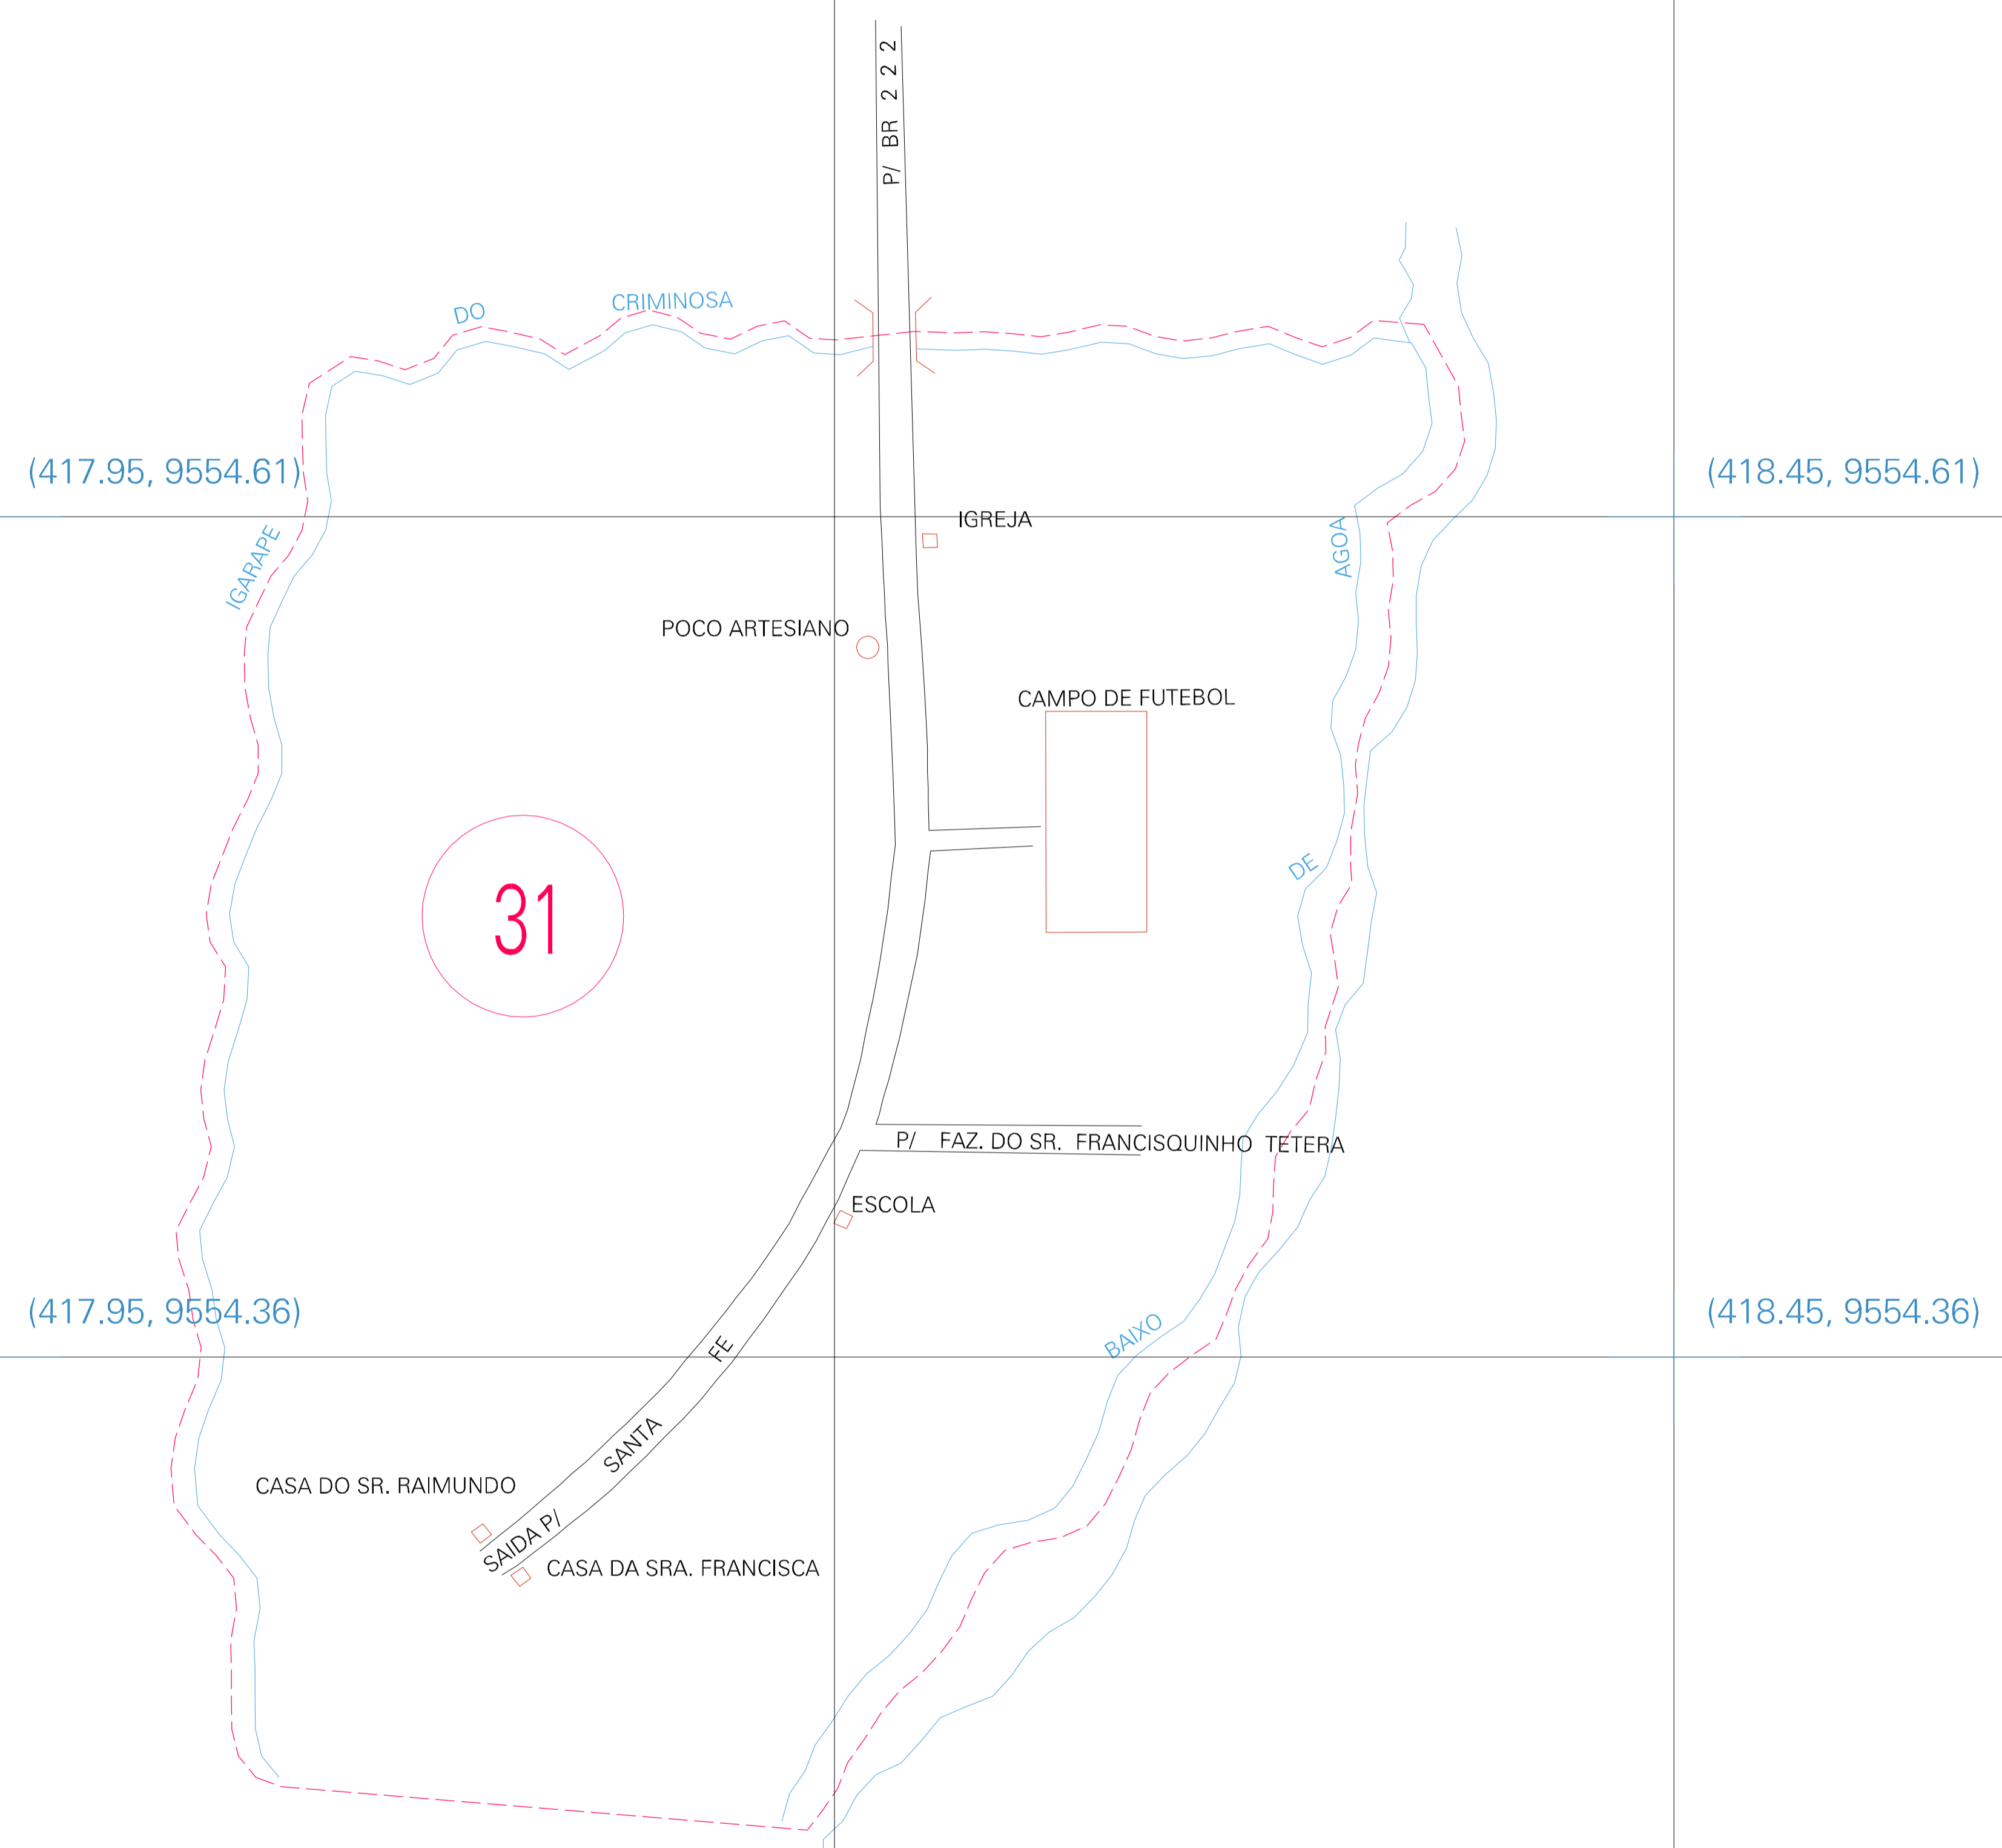 P/ BR 222
IGARAPE DO CRIMINOSA
(417.95, 9554.61)
(418.45, 9554.61)
IGREJA
POCO ARTESIANO
CAMPO DE FUTEBOL
31
BAIXO DE AGOA
P/ FAZ. DO SR. FRANCISQUINHO TETERA
ESCOLA
(417.95, 9554.36)
(418.45, 9554.36)
CASA DO SR. RAIMUNDO
SAIDA P/ SANTA FE
CASA DA SRA. FRANCISCA